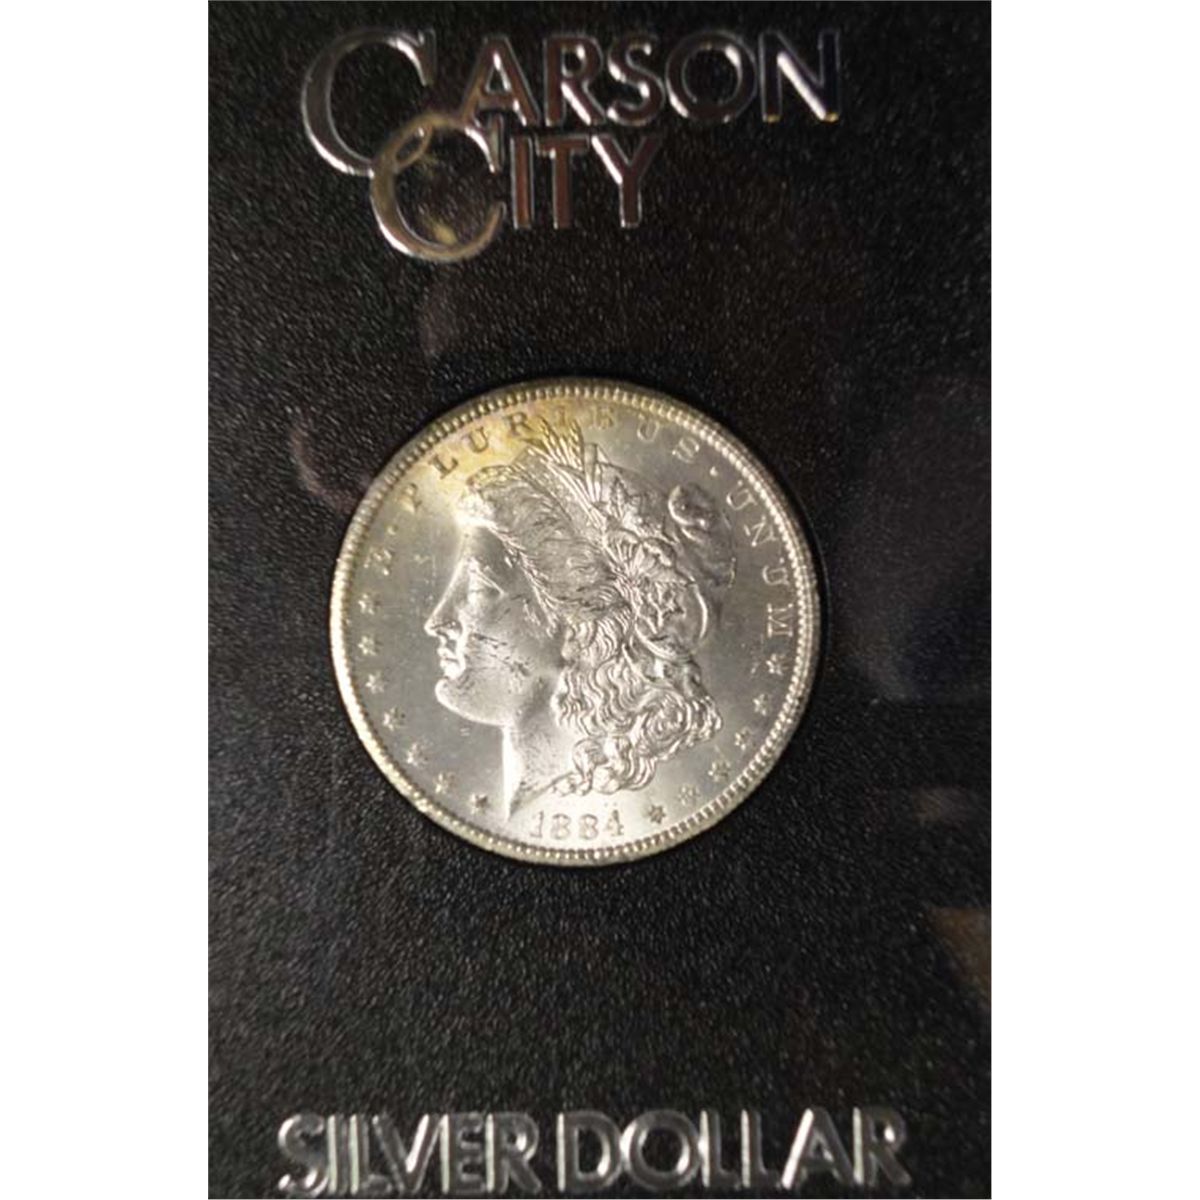 CARSON
CITY
E·PLURIBUS·UNUM
1884
SILVER DOLLAR